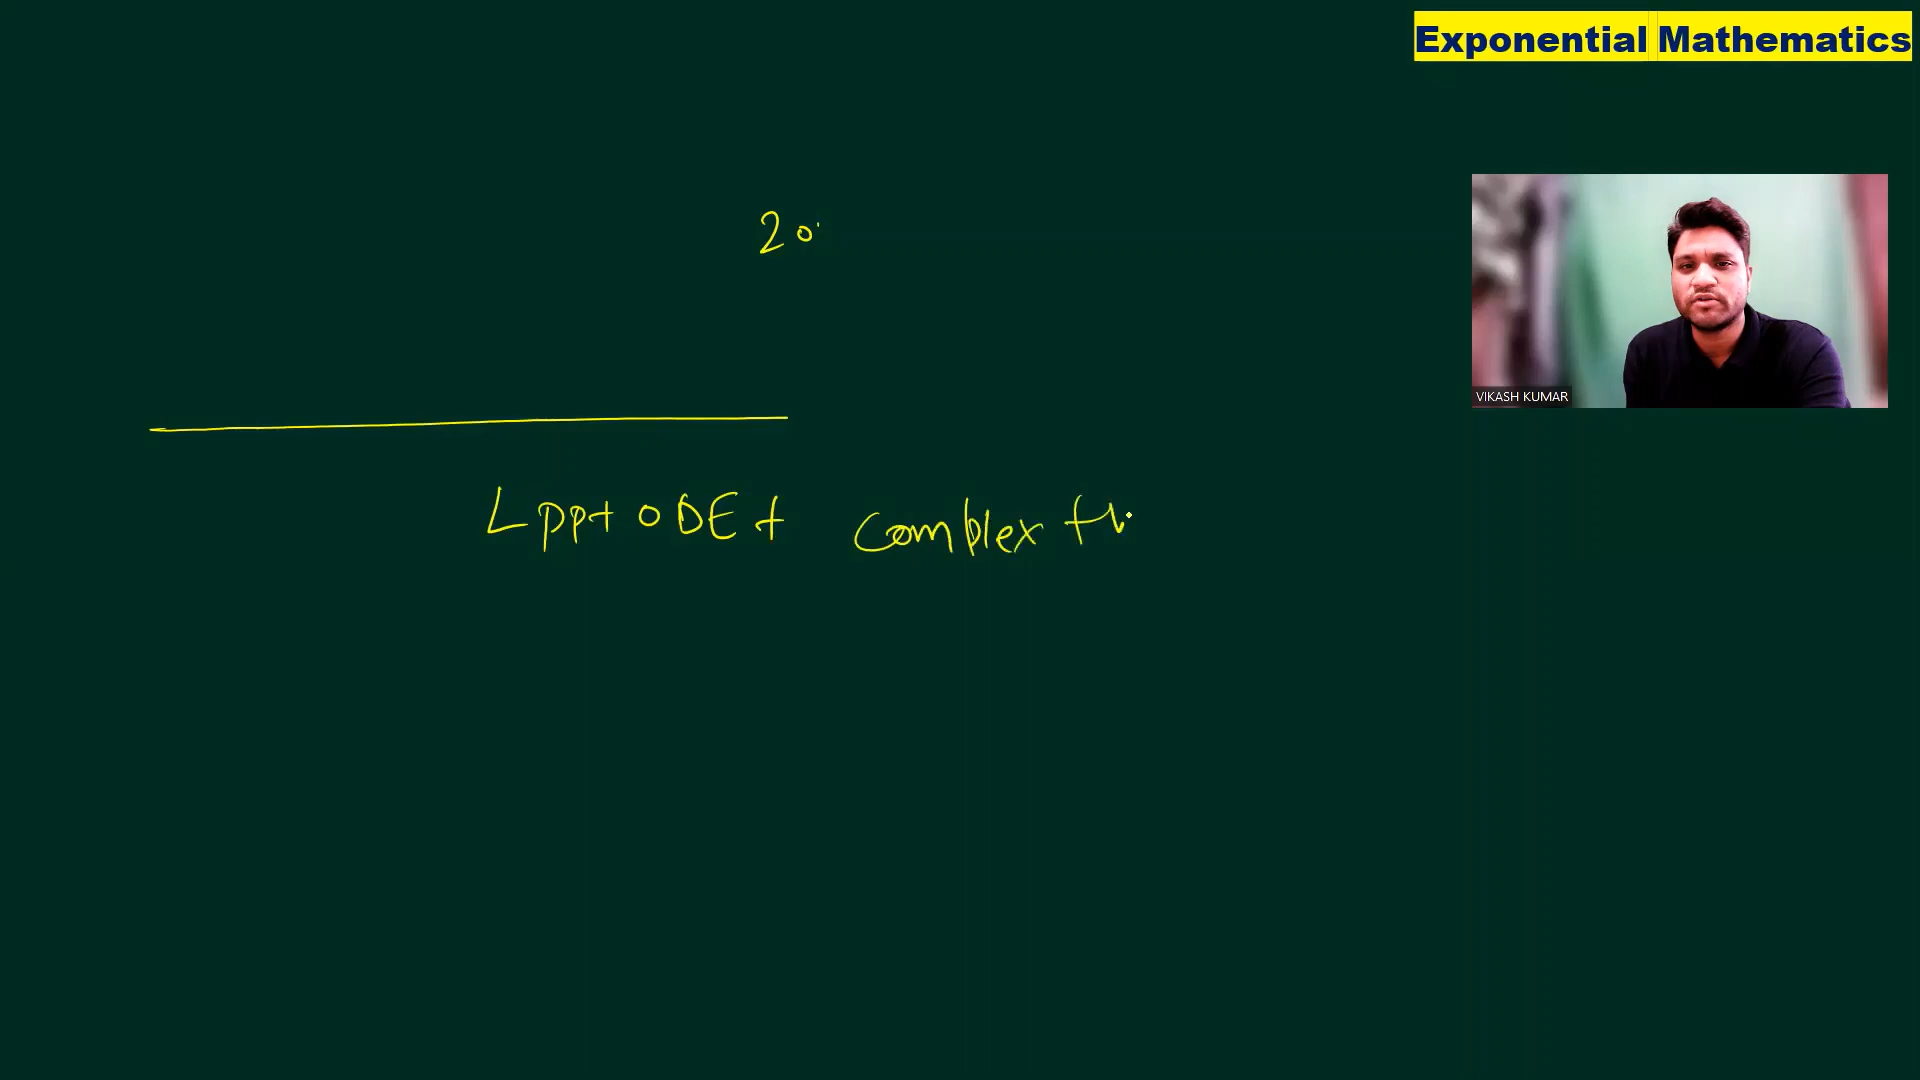 Exponential Mathematics
20
VIKASH KUMAR
Lpp+ ODE + Complex +